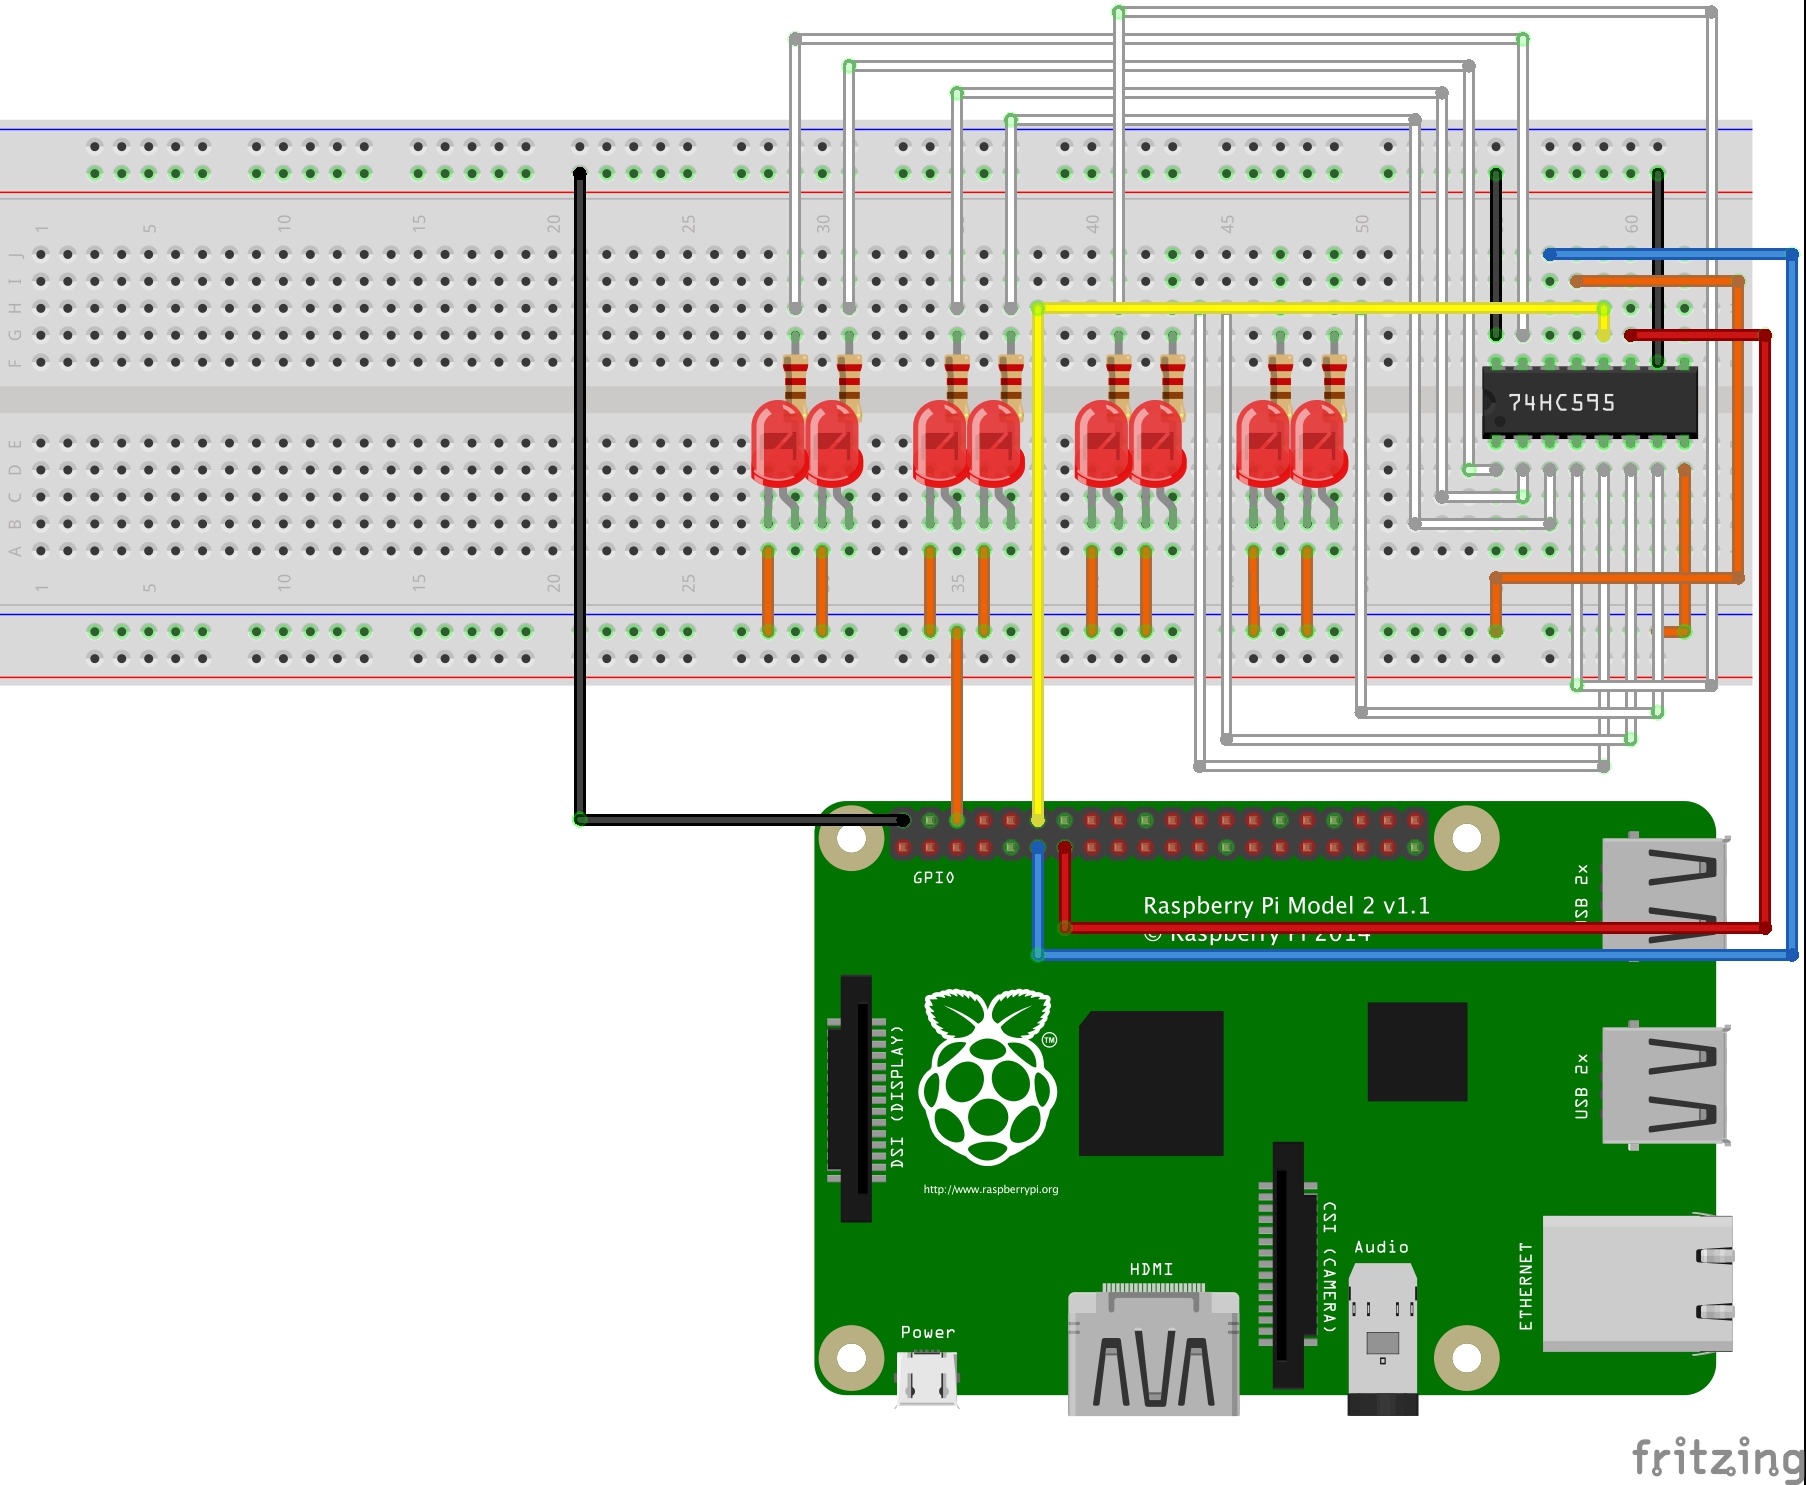 1 5 10 15 20 25 30 40 45 50 60
J
I
H
G
F
74HC595
E
D
C
B
A
1 5 10 15 20 25 35
GPIO
Raspberry Pi Model 2 v1.1
© Raspberry Pi 2014
USB 2x
DSI (DISPLAY)
TM
USB 2x
http://www.raspberrypi.org
CSI (CAMERA)
Audio
ETHERNET
HDMI
Power
fritzing